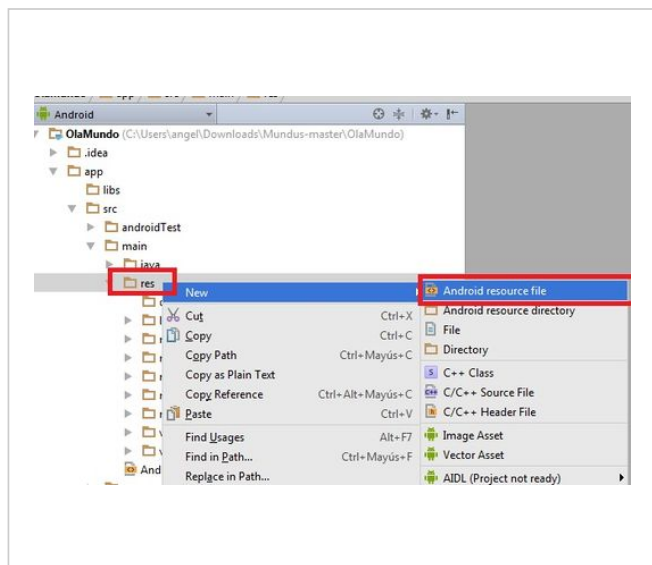 Android
OlaMundo (C:\Users\angel\Downloads\Mundus-master\OlaMundo)
.idea
app
libs
src
androidTest
main
java
res
New
Cut Ctrl+X
Copy Ctrl+C
Copy Path Ctrl+Mayús+C
Copy as Plain Text
Copy Reference Ctrl+Alt+Mayús+C
Paste Ctrl+V
Find Usages Alt+F7
Find in Path... Ctrl+Mayús+F
Replace in Path...
Android resource file
Android resource directory
File
Directory
C++ Class
C/C++ Source File
C/C++ Header File
Image Asset
Vector Asset
AIDL (Project not ready)
And